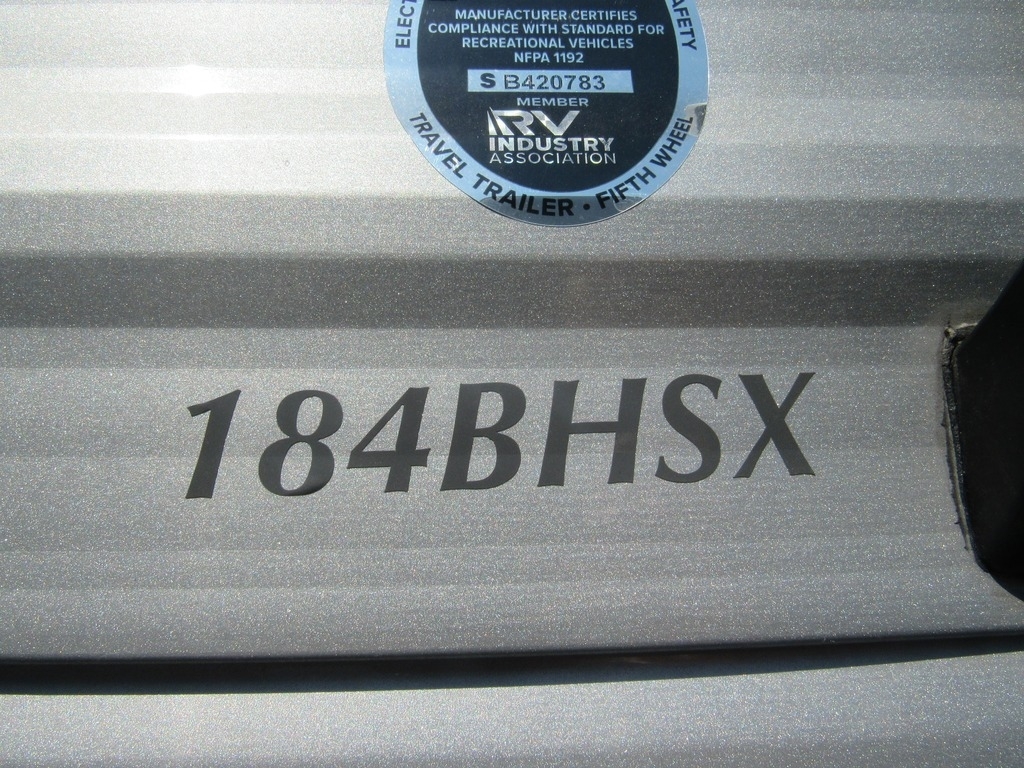 MANUFACTURER CERTIFIES
COMPLIANCE WITH STANDARD FOR
RECREATIONAL VEHICLES
NFPA 1192
S B420783
MEMBER
RV
INDUSTRY
ASSOCIATION
TRAVEL TRAILER • FIFTH WHEEL
184BHSX